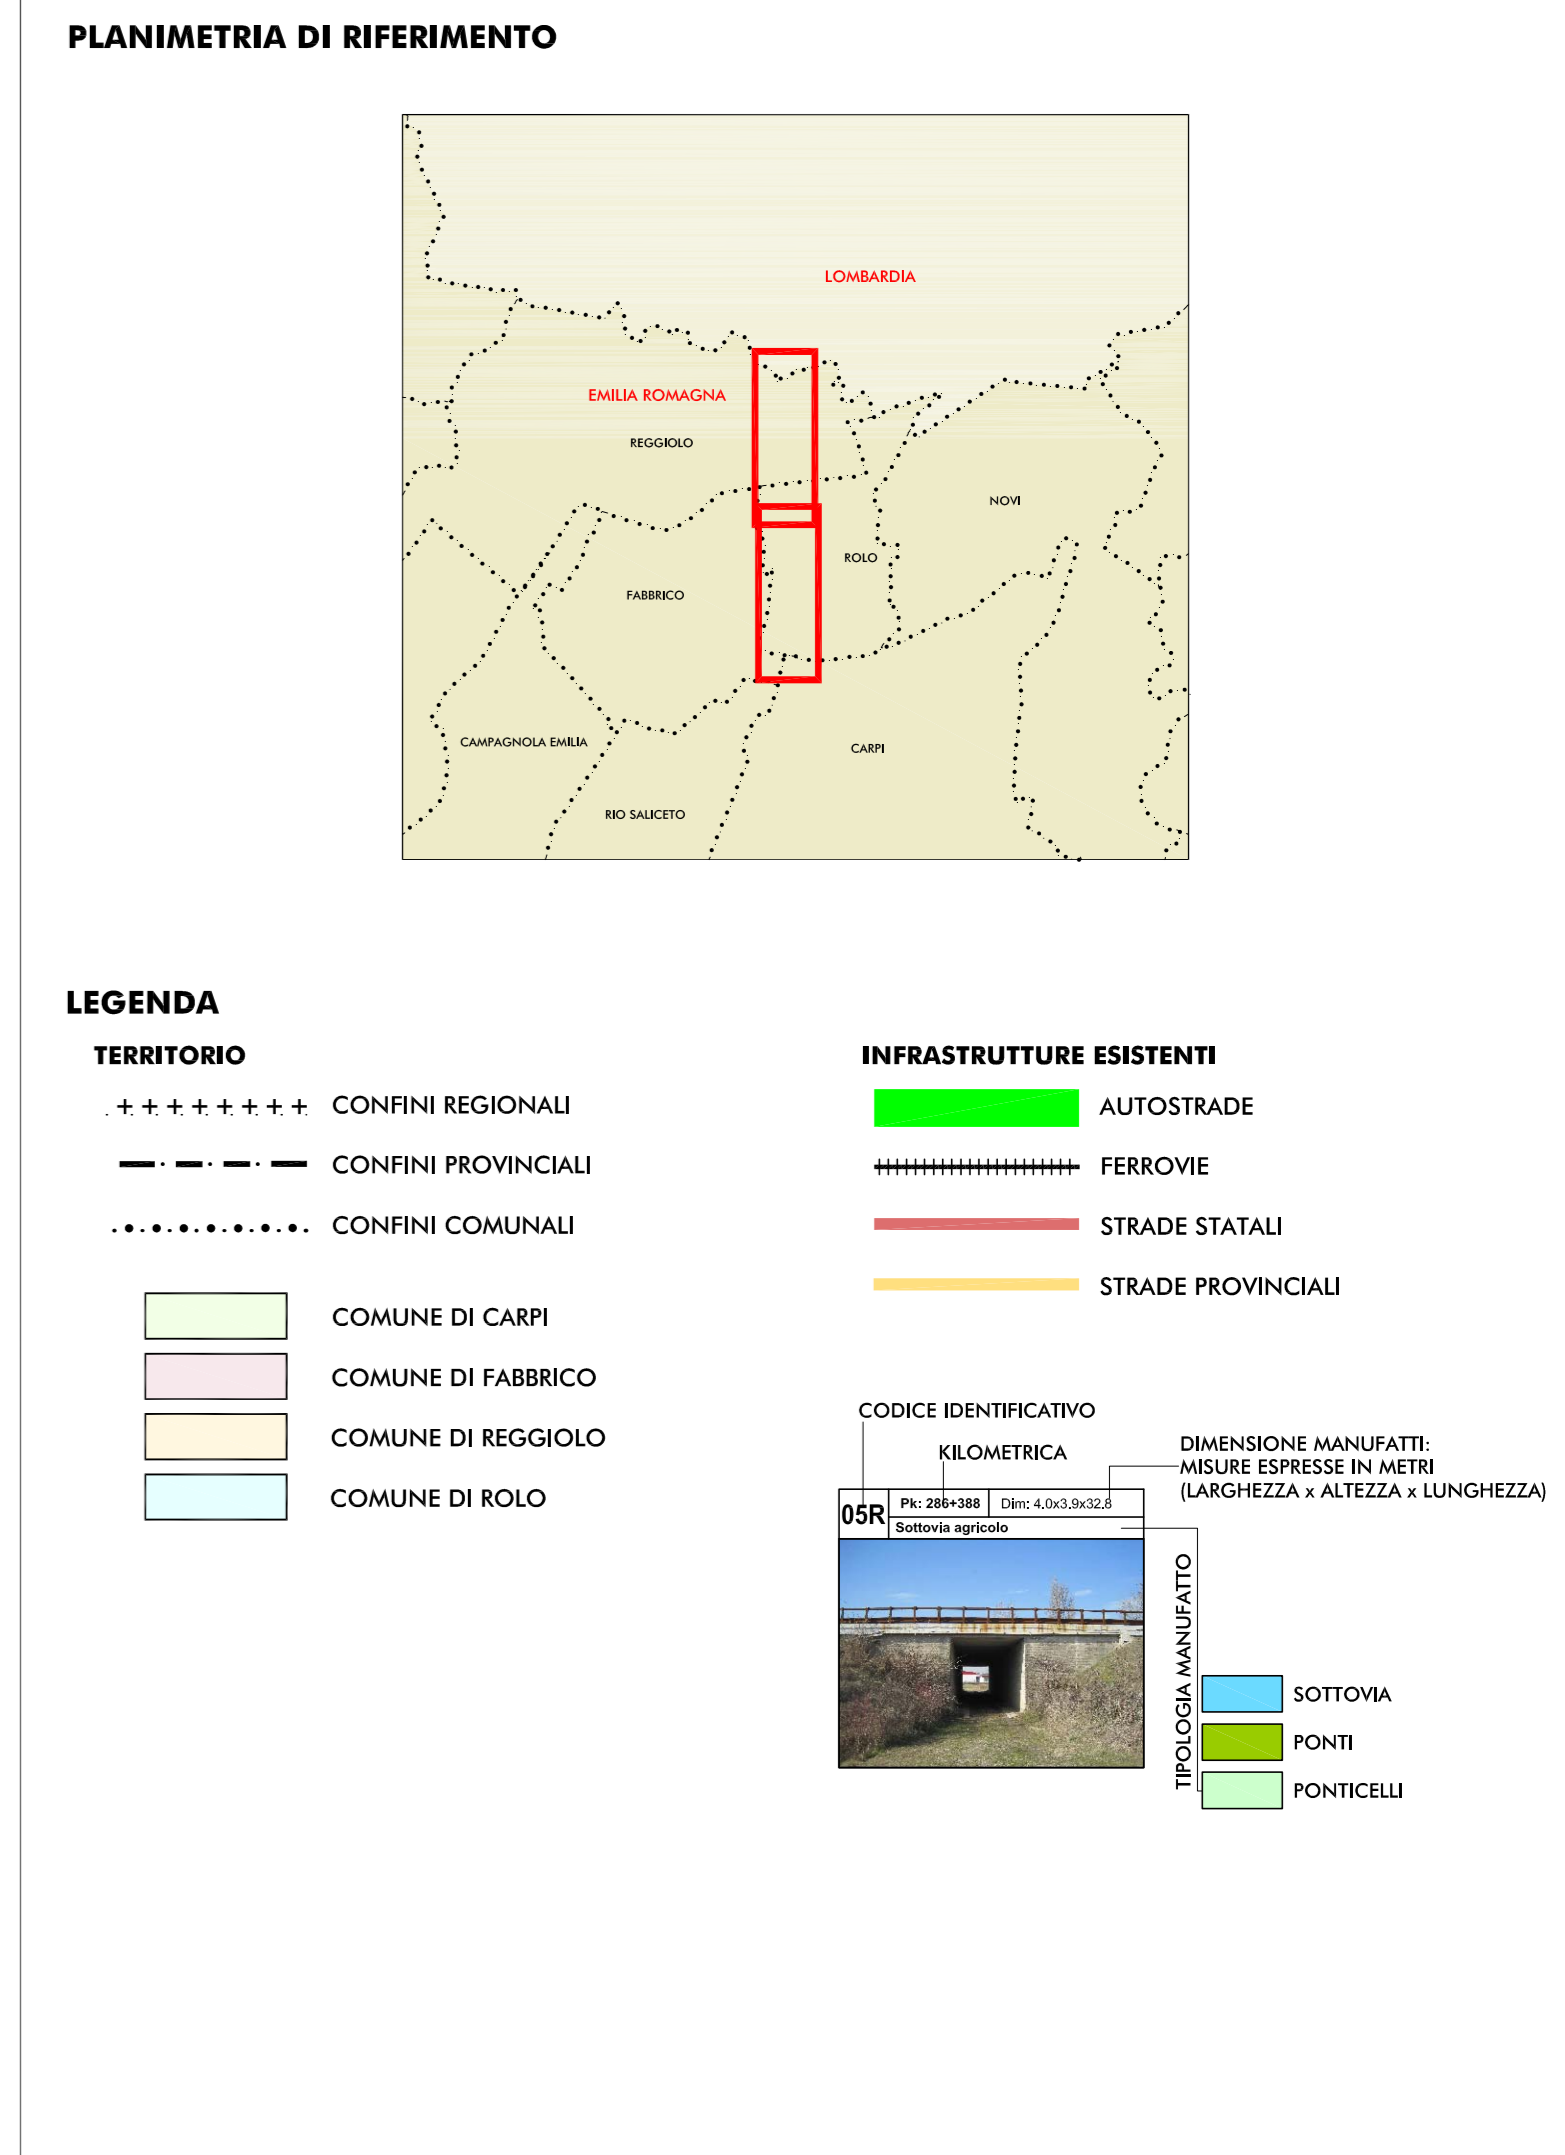 PLANIMETRIA DI RIFERIMENTO
LOMBARDIA
EMILIA ROMAGNA
REGGIOLO
NOVI
ROLO
FABBRICO
CAMPAGNOLA EMILIA
CARPI
RIO SALICETO
LEGENDA
TERRITORIO
CONFINI REGIONALI
CONFINI PROVINCIALI
CONFINI COMUNALI
COMUNE DI CARPI
COMUNE DI FABBRICO
COMUNE DI REGGIOLO
COMUNE DI ROLO
INFRASTRUTTURE ESISTENTI
AUTOSTRADE
FERROVIE
STRADE STATALI
STRADE PROVINCIALI
CODICE IDENTIFICATIVO
KILOMETRICA
DIMENSIONE MANUFATTI:
MISURE ESPRESSE IN METRI
(LARGHEZZA x ALTEZZA x LUNGHEZZA)
05R
Pk: 286+388
Dim: 4.0x3.9x32.8
Sottovia agricolo
TIPOLOGIA MANUFATTO
SOTTOVIA
PONTI
PONTICELLI